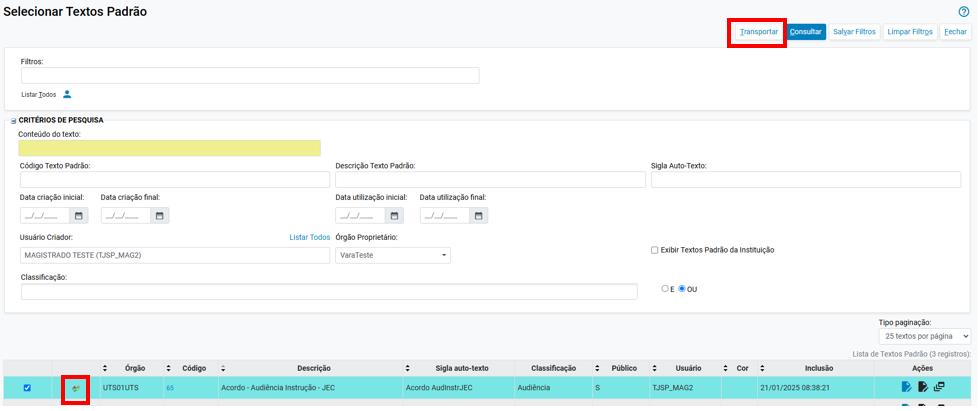 Selecionar Textos Padrão
Transportar Consultar Salvar Filtros Limpar Filtros Fechar
Filtros:
Listar Todos
CRITÉRIOS DE PESQUISA
Conteúdo do texto:
Código Texto Padrão: Descrição Texto Padrão: Sigla Auto-Texto:
Data criação inicial: Data criação final: Data utilização inicial: Data utilização final:
__/__/____ __/__/____ __/__/____ __/__/____
Usuário Criador: Listar Todos Órgão Proprietário:
MAGISTRADO TESTE (TJSP_MAG2) VaraTeste Exibir Textos Padrão da Instituição
Classificação:
E OU
Tipo paginação:
25 textos por página
Lista de Textos Padrão (3 registros):
Órgão Código Descrição Sigla auto-texto Classificação Público Usuário Cor Inclusão Ações
UTS01UTS 65 Acordo - Audiência Instrução - JEC Acordo AudInstrJEC Audiência S TJSP_MAG2 21/01/2025 08:38:21